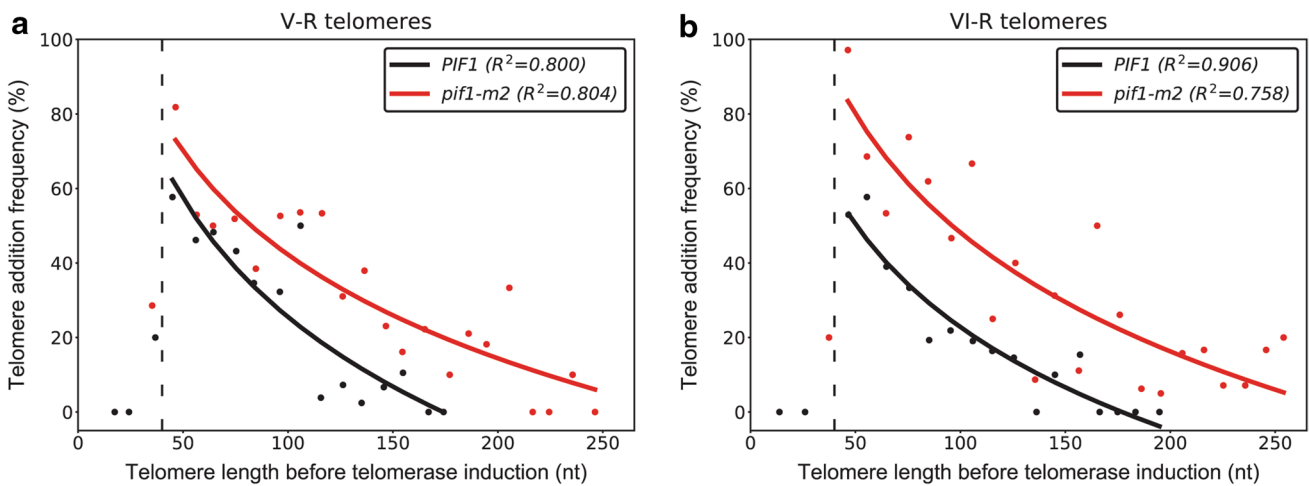 a
V-R telomeres
Telomere addition frequency (%)
100
80
60
40
20
0
PIF1 (R²=0.800)
pif1-m2 (R²=0.804)
0 50 100 150 200 250
Telomere length before telomerase induction (nt)
b
VI-R telomeres
Telomere addition frequency (%)
100
80
60
40
20
0
PIF1 (R²=0.906)
pif1-m2 (R²=0.758)
0 50 100 150 200 250
Telomere length before telomerase induction (nt)